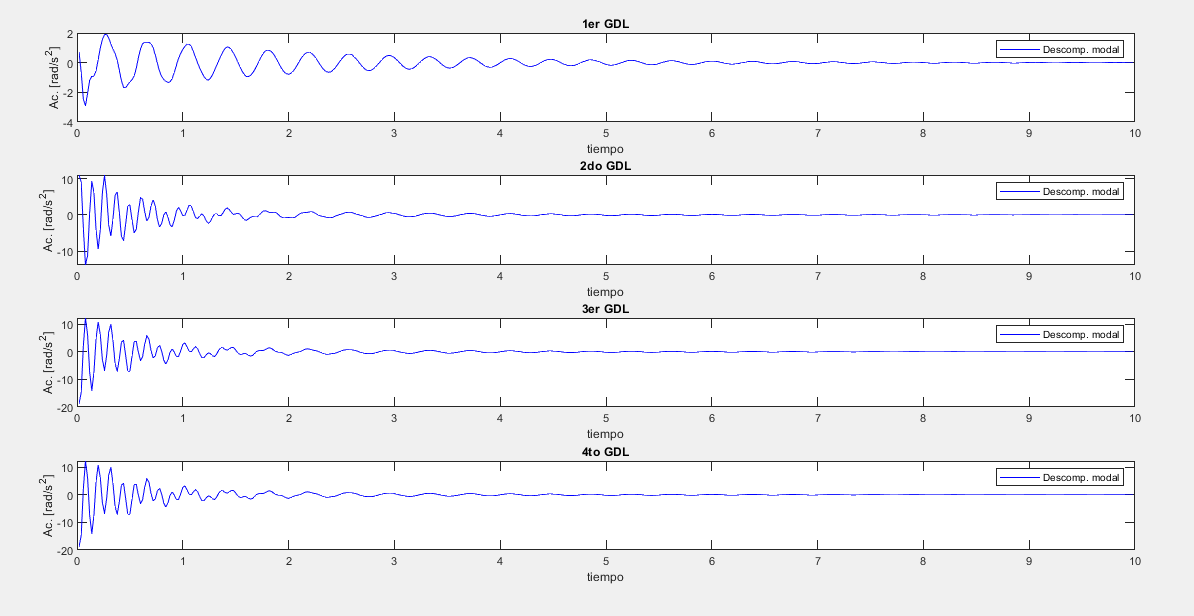 1er GDL
Ac. [rad/s²]
2
0
-2
-4
Descomp. modal
0 1 2 3 4 5 6 7 8 9 10
tiempo
2do GDL
Ac. [rad/s²]
10
0
-10
Descomp. modal
0 1 2 3 4 5 6 7 8 9 10
tiempo
3er GDL
Ac. [rad/s²]
10
0
-10
-20
Descomp. modal
0 1 2 3 4 5 6 7 8 9 10
tiempo
4to GDL
Ac. [rad/s²]
10
0
-10
-20
Descomp. modal
0 1 2 3 4 5 6 7 8 9 10
tiempo